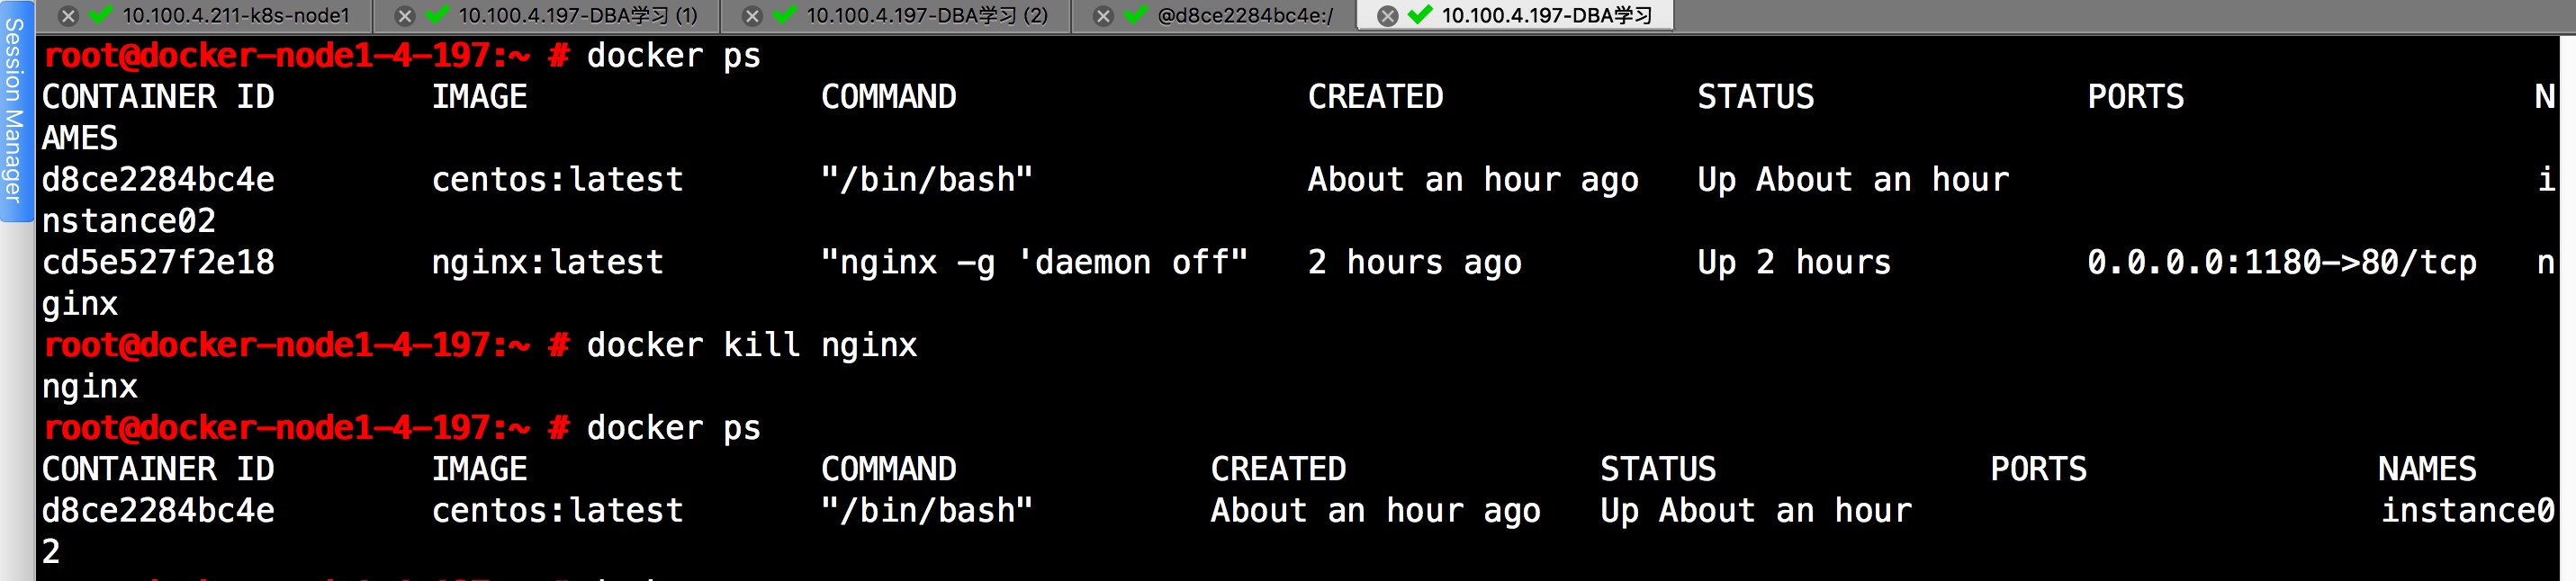 10.100.4.211-k8s-node1 10.100.4.197-DBA学习 (1) 10.100.4.197-DBA学习 (2) @d8ce2284bc4e:/ 10.100.4.197-DBA学习
Session Manager
root@docker-node1-4-197:~ # docker ps
CONTAINER ID IMAGE COMMAND CREATED STATUS PORTS N
AMES
d8ce2284bc4e centos:latest "/bin/bash" About an hour ago Up About an hour i
nstance02
cd5e527f2e18 nginx:latest "nginx -g 'daemon off" 2 hours ago Up 2 hours 0.0.0.0:1180->80/tcp n
ginx
root@docker-node1-4-197:~ # docker kill nginx
nginx
root@docker-node1-4-197:~ # docker ps
CONTAINER ID IMAGE COMMAND CREATED STATUS PORTS NAMES
d8ce2284bc4e centos:latest "/bin/bash" About an hour ago Up About an hour instance0
2